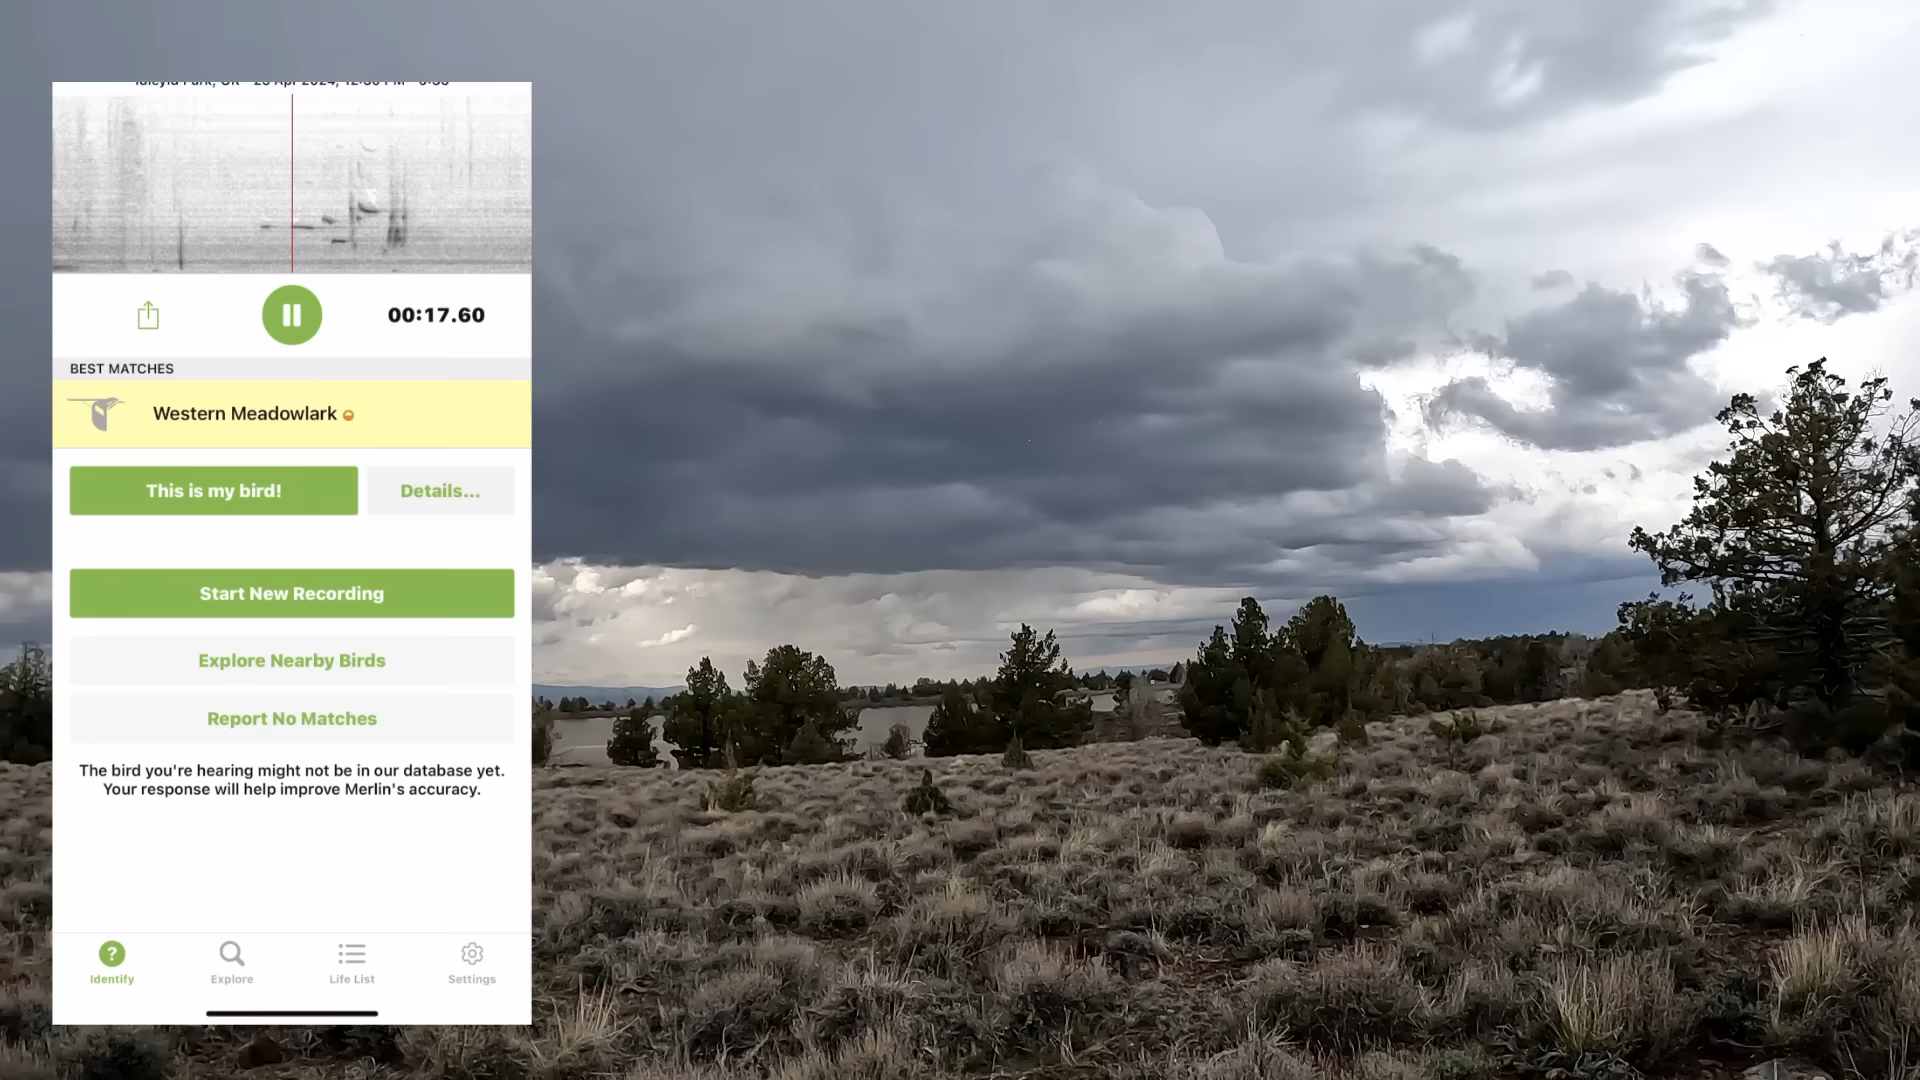 00:17.60
BEST MATCHES
Western Meadowlark
This is my bird!
Details...
Start New Recording
Explore Nearby Birds
Report No Matches
The bird you're hearing might not be in our database yet.
Your response will help improve Merlin's accuracy.
?
Identify
Explore
Life List
Settings